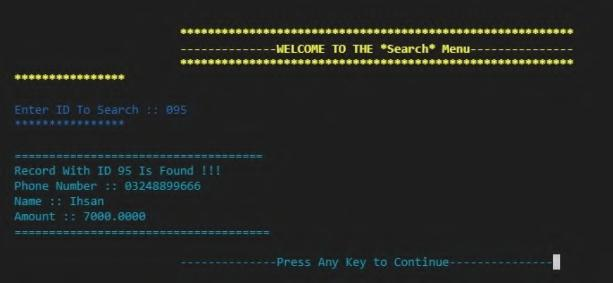 *********************************************************
--------------WELCOME TO THE *Search* Menu---------------
*********************************************************
****************
Enter ID To Search :: 095
****************
====================================
Record With ID 95 Is Found !!!
Phone Number :: 03248899666
Name :: Ihsan
Amount :: 7000.0000
=====================================
--------------Press Any Key to Continue---------------